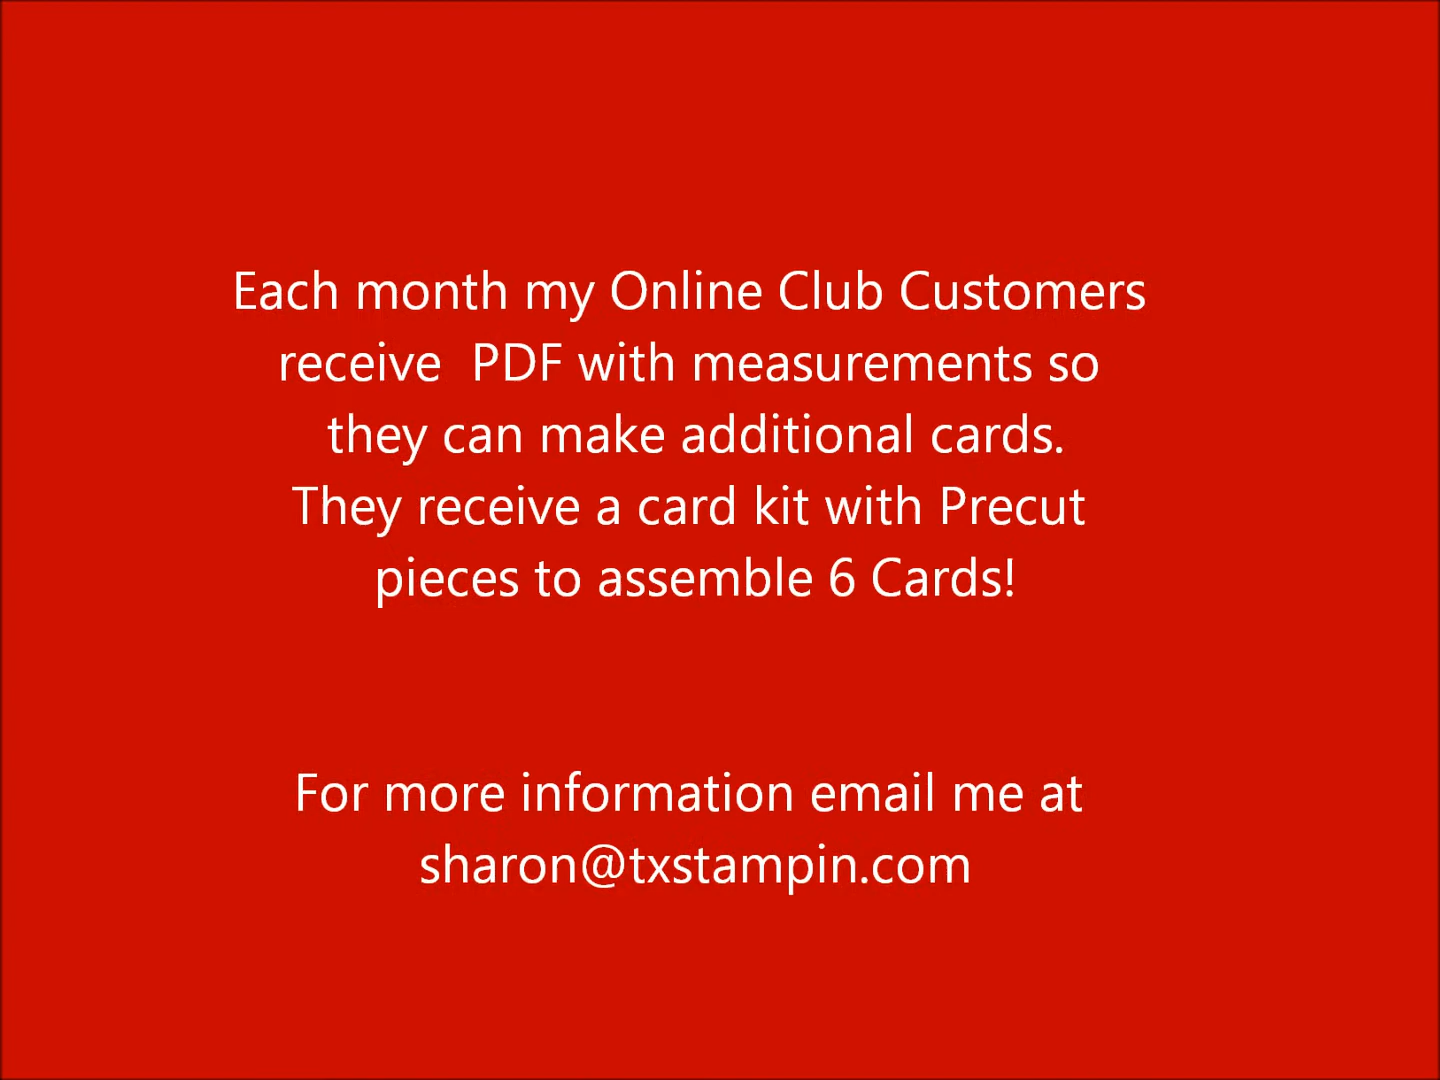 Each month my Online Club Customers
receive  PDF with measurements so
they can make additional cards.
They receive a card kit with Precut
pieces to assemble 6 Cards!
For more information email me at
sharon@txstampin.com